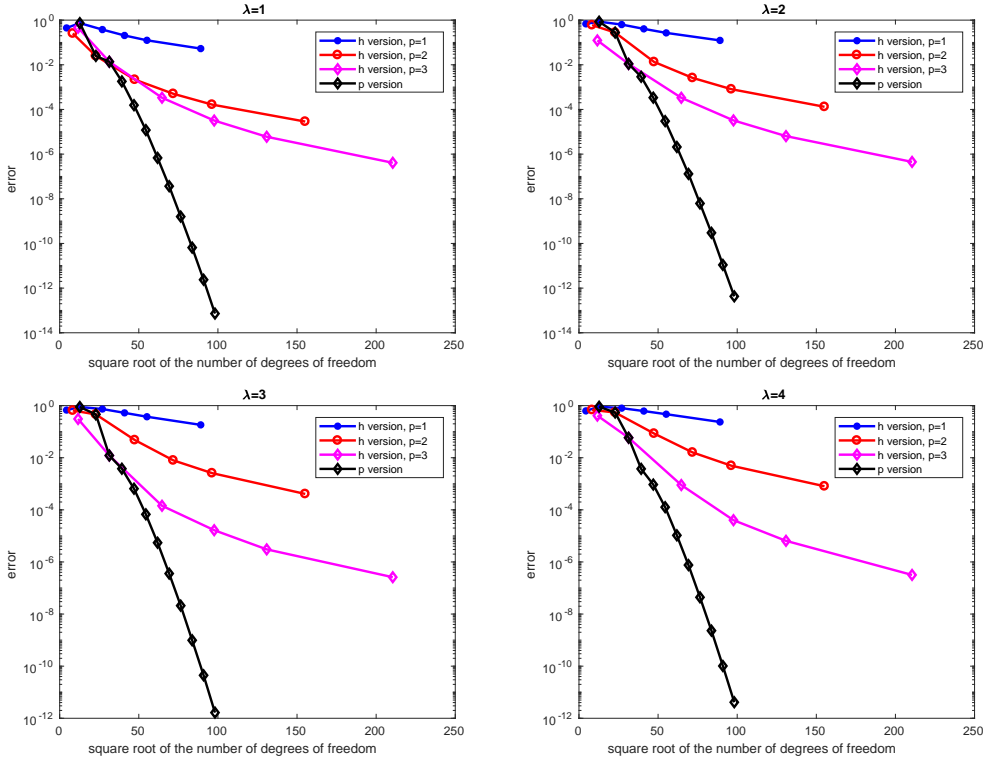 λ=1
10^0
10^-2
10^-4
10^-6
10^-8
10^-10
10^-12
10^-14
error
h version, p=1
h version, p=2
h version, p=3
p version
0 50 100 150 200 250
square root of the number of degrees of freedom
λ=2
10^0
10^-2
10^-4
10^-6
10^-8
10^-10
10^-12
10^-14
error
h version, p=1
h version, p=2
h version, p=3
p version
0 50 100 150 200 250
square root of the number of degrees of freedom
λ=3
10^0
10^-2
10^-4
10^-6
10^-8
10^-10
10^-12
error
h version, p=1
h version, p=2
h version, p=3
p version
0 50 100 150 200 250
square root of the number of degrees of freedom
λ=4
10^0
10^-2
10^-4
10^-6
10^-8
10^-10
10^-12
error
h version, p=1
h version, p=2
h version, p=3
p version
0 50 100 150 200 250
square root of the number of degrees of freedom